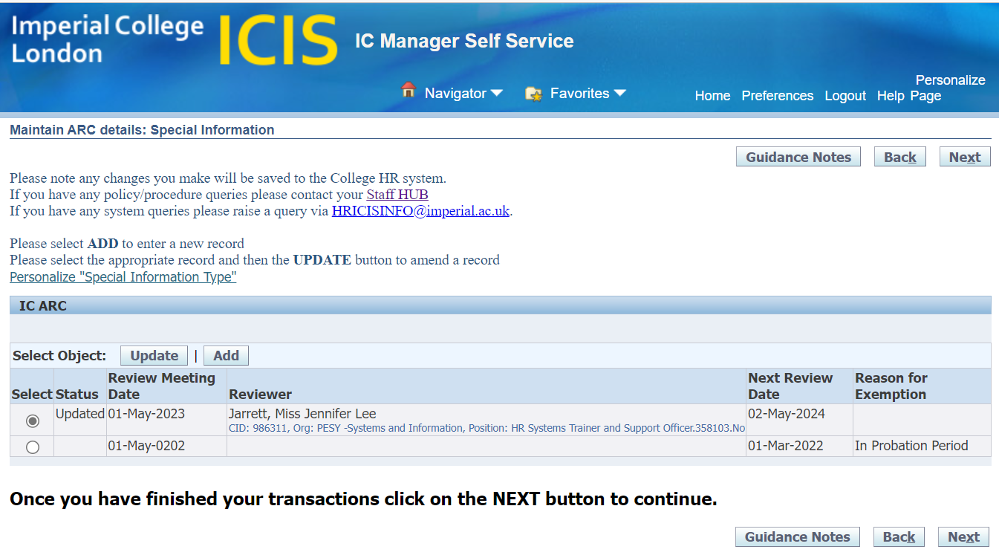 Imperial College
London
ICIS
IC Manager Self Service
Navigator
Favorites
Home Preferences Logout Help Personalize Page
Maintain ARC details: Special Information
Guidance Notes Back Next
Please note any changes you make will be saved to the College HR system.
If you have any policy/procedure queries please contact your Staff HUB
If you have any system queries please raise a query via HRICISINFO@imperial.ac.uk.
Please select ADD to enter a new record
Please select the appropriate record and then the UPDATE button to amend a record
Personalize "Special Information Type"
IC ARC
Select Object: Update | Add
Select Status Review Meeting Date Reviewer Next Review Date Reason for Exemption
Updated 01-May-2023 Jarrett, Miss Jennifer Lee 02-May-2024
CID: 986311, Org: PESY -Systems and Information, Position: HR Systems Trainer and Support Officer.358103.No
01-May-0202 01-Mar-2022 In Probation Period
Once you have finished your transactions click on the NEXT button to continue.
Guidance Notes Back Next